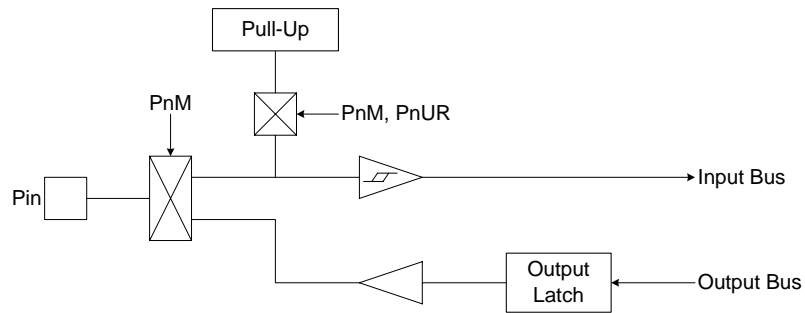 Pull-Up
PnM
PnM, PnUR
Pin
Input Bus
Output
Latch
Output Bus